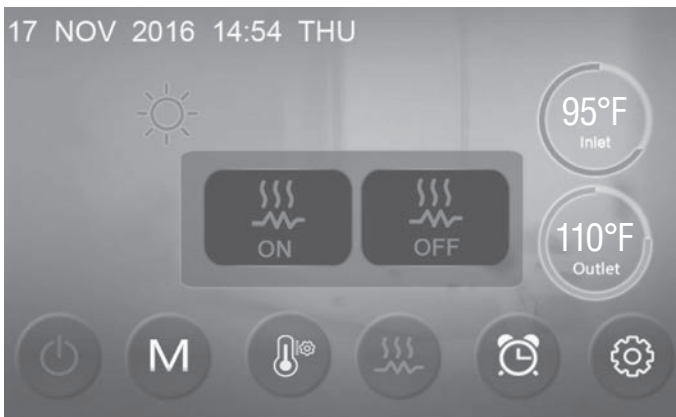 17 NOV 2016 14:54 THU
95°F
Inlet
ON
OFF
110°F
Outlet
M